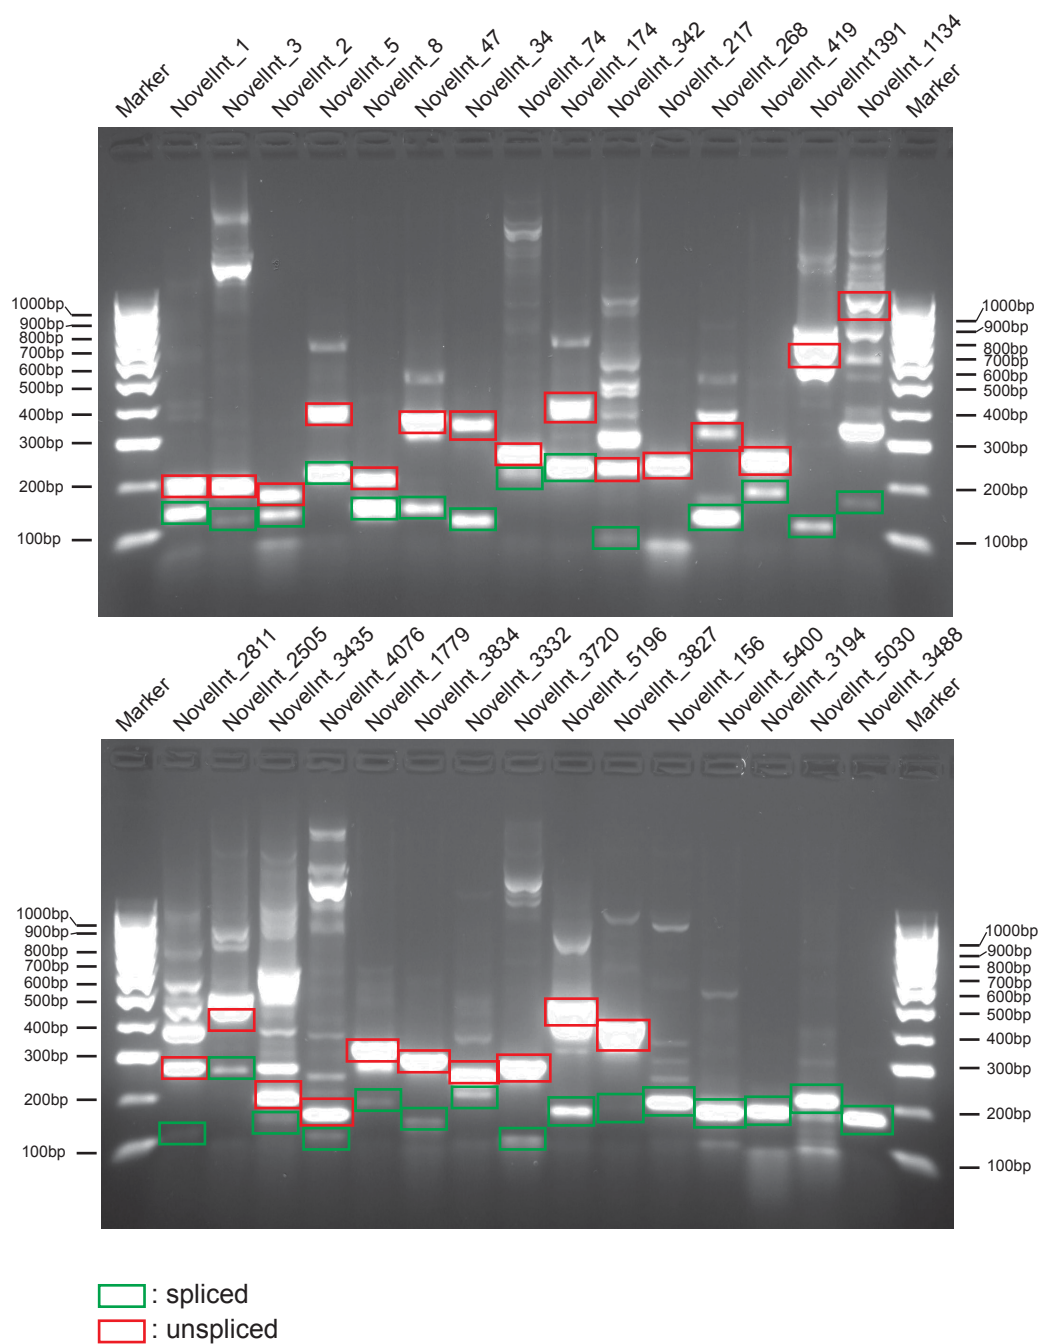 Marker NovelInt_1 NovelInt_3 NovelInt_2 NovelInt_5 NovelInt_8 NovelInt_47 NovelInt_34 NovelInt_74 NovelInt_174 NovelInt_342 NovelInt_217 NovelInt_268 NovelInt_419 NovelInt1391 NovelInt_1134 Marker
1000bp 1000bp
900bp 900bp
800bp 800bp
700bp 700bp
600bp 600bp
500bp 500bp
400bp 400bp
300bp 300bp
200bp 200bp
100bp 100bp
Marker NovelInt_2811 NovelInt_2505 NovelInt_3435 NovelInt_4076 NovelInt_1779 NovelInt_3834 NovelInt_3332 NovelInt_3720 NovelInt_5196 NovelInt_3827 NovelInt_156 NovelInt_5400 NovelInt_3194 NovelInt_5030 NovelInt_3488 Marker
1000bp 1000bp
900bp 900bp
800bp 800bp
700bp 700bp
600bp 600bp
500bp 500bp
400bp 400bp
300bp 300bp
200bp 200bp
100bp 100bp
: spliced
: unspliced